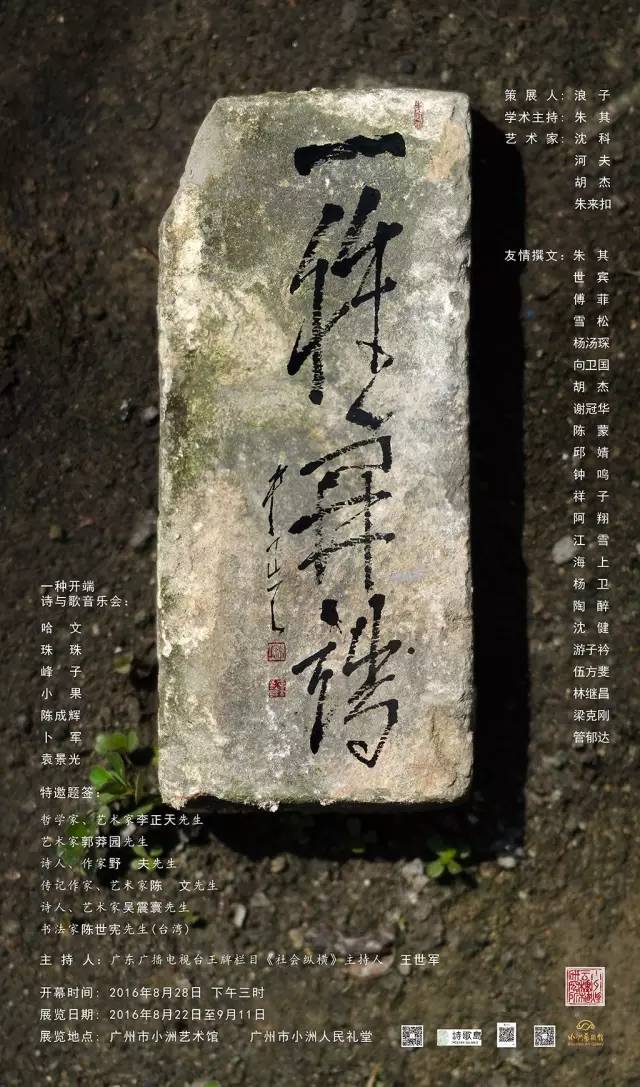 一種開端
策展人：浪子
学术主持：朱其
艺术家：沈科
河夫
胡杰
朱来扣
友情撰文：朱其
世宾
傅菲
雪松
杨汤琛
向卫国
胡杰
谢冠华
陈蒙
邱婧
钟鸣
祥子
阿翔
江雪
海上
杨卫
陶醉
沈健
游子衿
伍方斐
林继昌
梁克刚
管郁达
一种开端
诗与歌音乐会：
哈文
珠珠
峰子
小果
陈成辉
卜军
袁景光
特邀题签：
哲学家、艺术家李正天先生
艺术家郭莽园先生
诗人、作家野夫先生
传记作家、艺术家陈文先生
诗人、艺术家吴震寰先生
书法家陈世宪先生(台湾)
主持人：广东广播电视台王牌栏目《社会纵横》主持人 王世军
开幕时间：2016年8月28日 下午三时
展览日期：2016年8月22日至9月11日
展览地点：广州市小洲艺术馆 广州市小洲人民礼堂
詩歌島